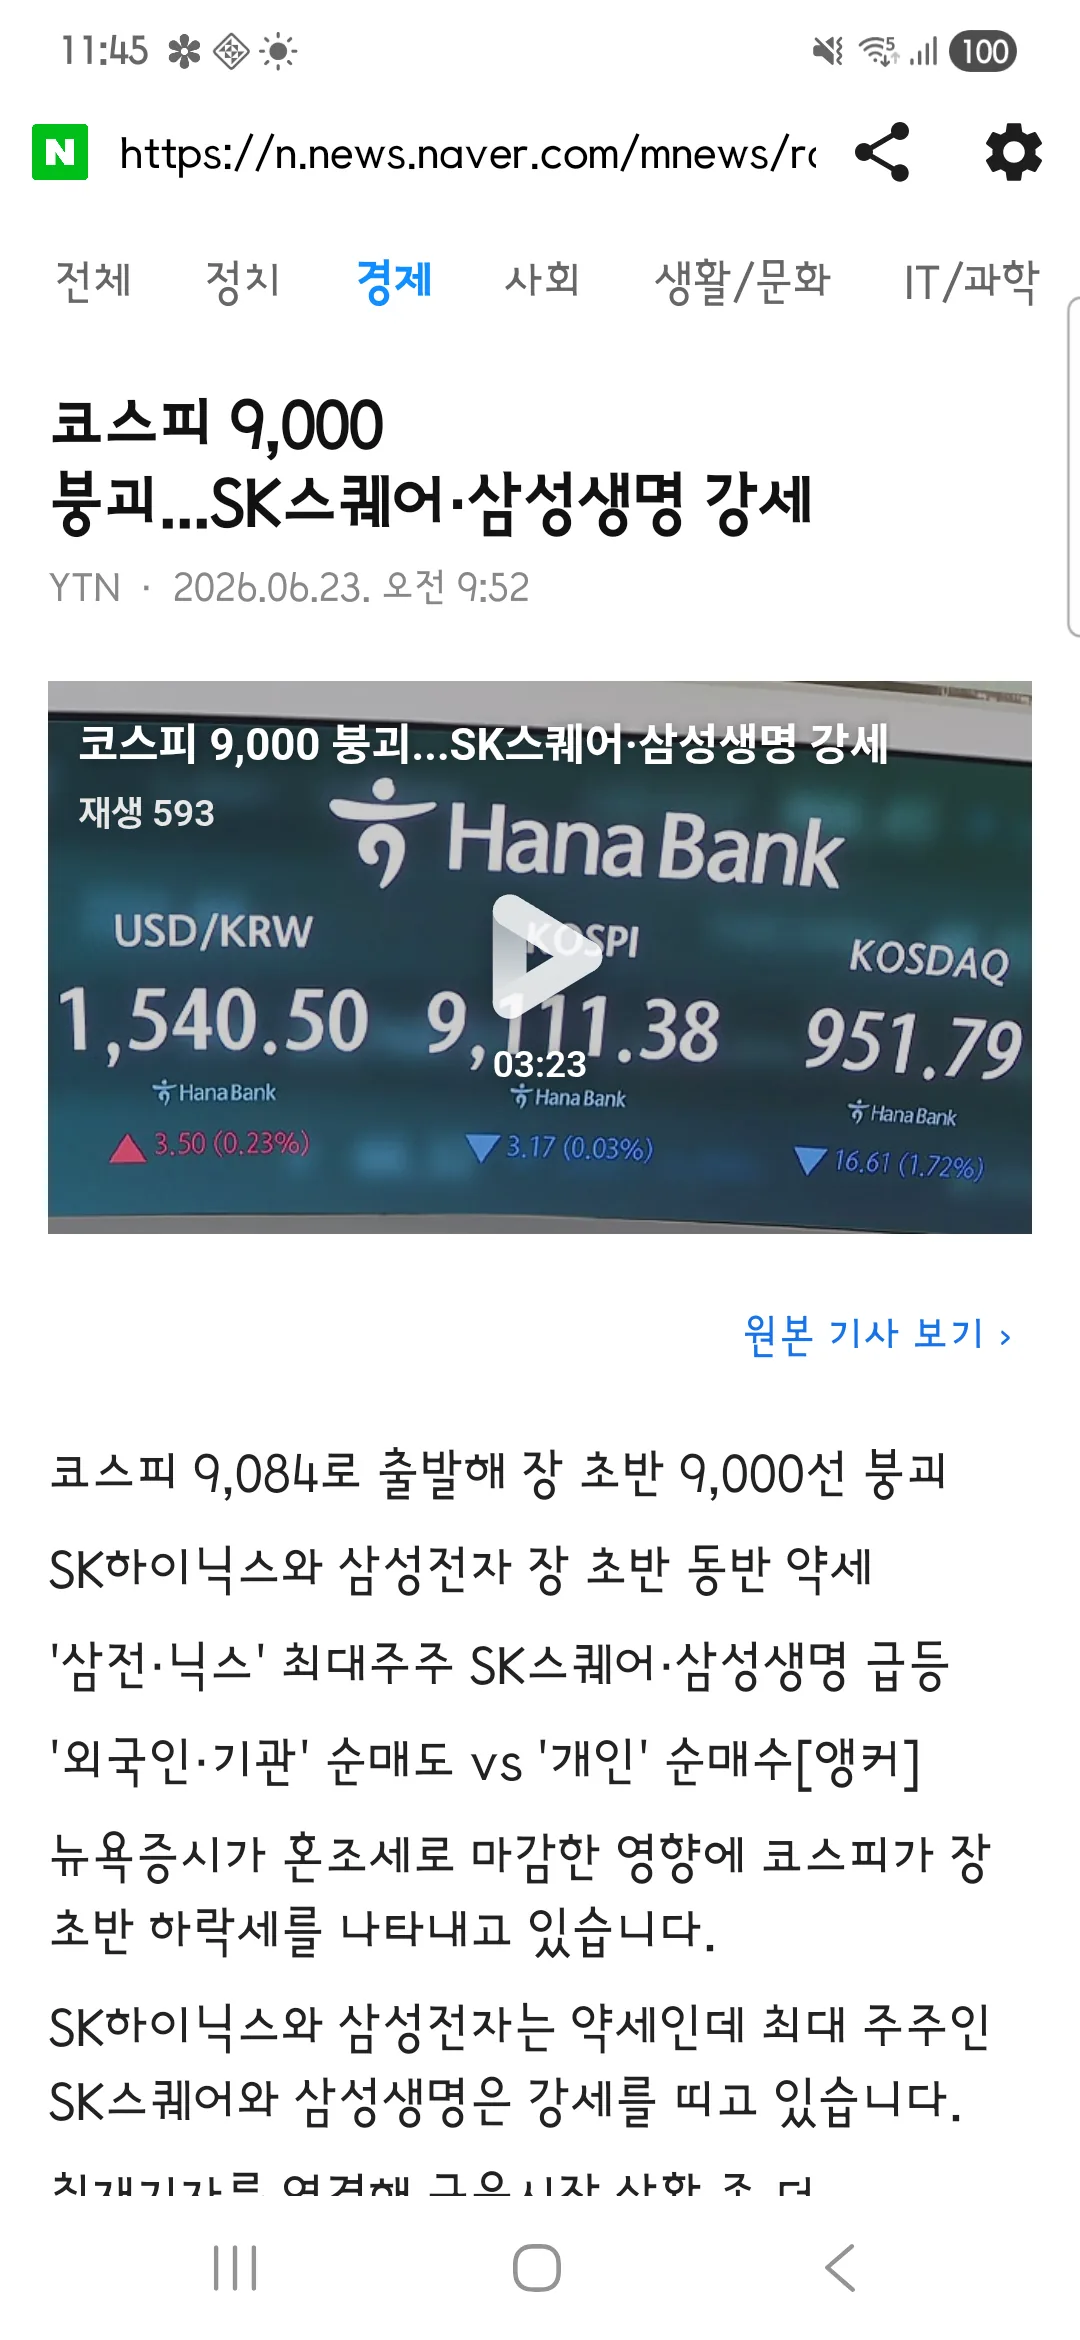 11:45
100
N
https://n.news.naver.com/mnews/
전체 정치 경제 사회 생활/문화 IT/과학
코스피 9,000
붕괴...SK스퀘어·삼성생명 강세
YTN · 2026.06.23. 오전 9:52
코스피 9,000 붕괴...SK스퀘어·삼성생명 강세
재생 593
Hana Bank
USD/KRW KOSPI KOSDAQ
1,540.50 9,111.38 951.79
03:23
Hana Bank Hana Bank Hana Bank
▲ 3.50 (0.23%) ▼ 3.17 (0.03%) ▼ 16.61 (1.72%)
원본 기사 보기 ›
코스피 9,084로 출발해 장 초반 9,000선 붕괴
SK하이닉스와 삼성전자 장 초반 동반 약세
'삼전·닉스' 최대주주 SK스퀘어·삼성생명 급등
'외국인·기관' 순매도 vs '개인' 순매수[앵커]
뉴욕증시가 혼조세로 마감한 영향에 코스피가 장
초반 하락세를 나타내고 있습니다.
SK하이닉스와 삼성전자는 약세인데 최대 주주인
SK스퀘어와 삼성생명은 강세를 띠고 있습니다.